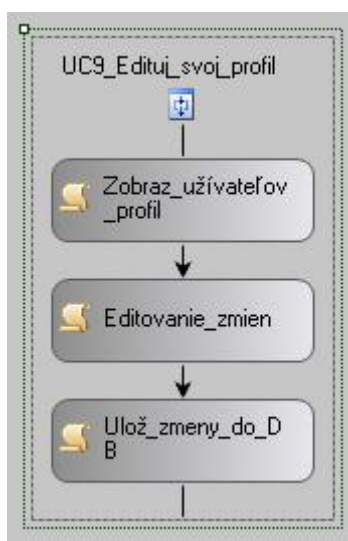 UC9_Edituj_svoj_profil
Zobraz_užívateľov
_profil
Editovanie_zmien
Ulož_zmeny_do_D
B